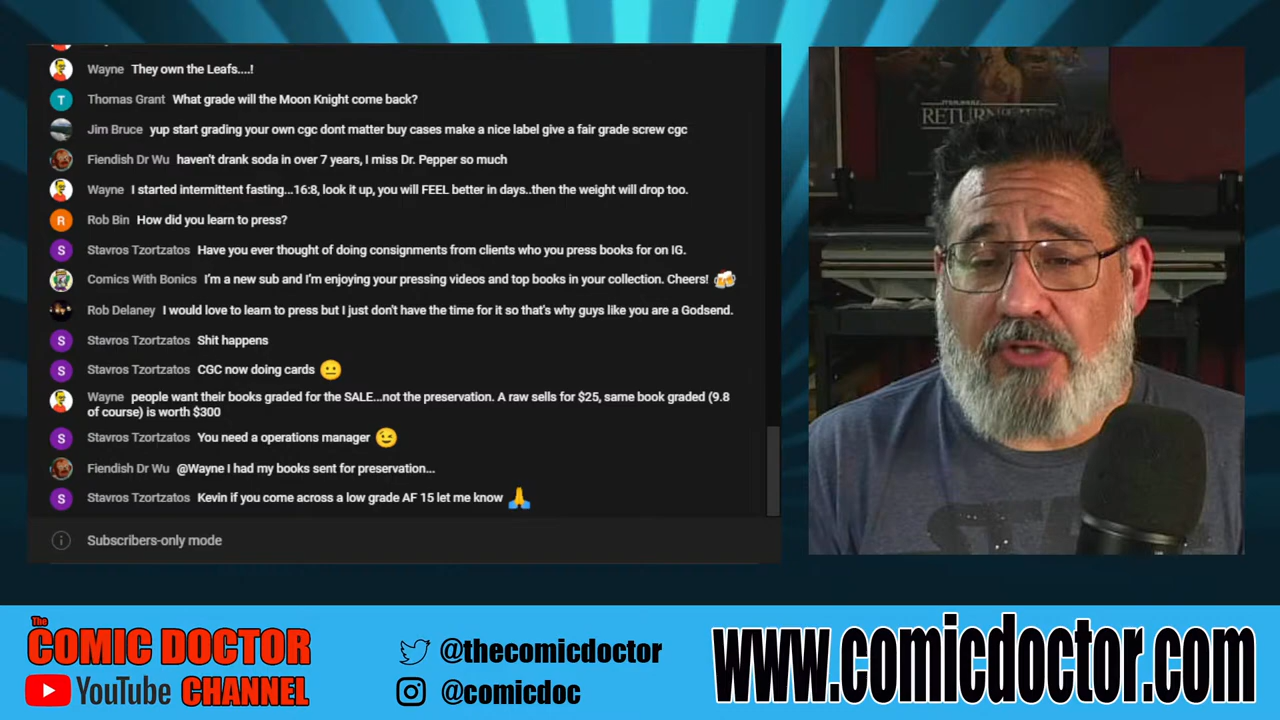 Wayne They own the Leafs....!
T Thomas Grant What grade will the Moon Knight come back?
Jim Bruce yup start grading your own cgc dont matter buy cases make a nice label give a fair grade screw cgc
Fiendish Dr Wu haven't drank soda in over 7 years, I miss Dr. Pepper so much
Wayne I started intermittent fasting...16:8, look it up, you will FEEL better in days..then the weight will drop too.
R Rob Bin How did you learn to press?
S Stavros Tzortzatos Have you ever thought of doing consignments from clients who you press books for on IG.
Comics With Bonics I'm a new sub and I'm enjoying your pressing videos and top books in your collection. Cheers! 🍻
Rob Delaney I would love to learn to press but I just don't have the time for it so that's why guys like you are a Godsend.
S Stavros Tzortzatos Shit happens
S Stavros Tzortzatos CGC now doing cards 😐
Wayne people want their books graded for the SALE...not the preservation. A raw sells for $25, same book graded (9.8
of course) is worth $300
S Stavros Tzortzatos You need a operations manager 😉
Fiendish Dr Wu @Wayne I had my books sent for preservation...
S Stavros Tzortzatos Kevin if you come across a low grade AF 15 let me know 🙏
Subscribers-only mode
STAR WARS
RETURN OF
The
COMIC DOCTOR
YouTube CHANNEL
@thecomicdoctor
@comicdoc
www.comicdoctor.com